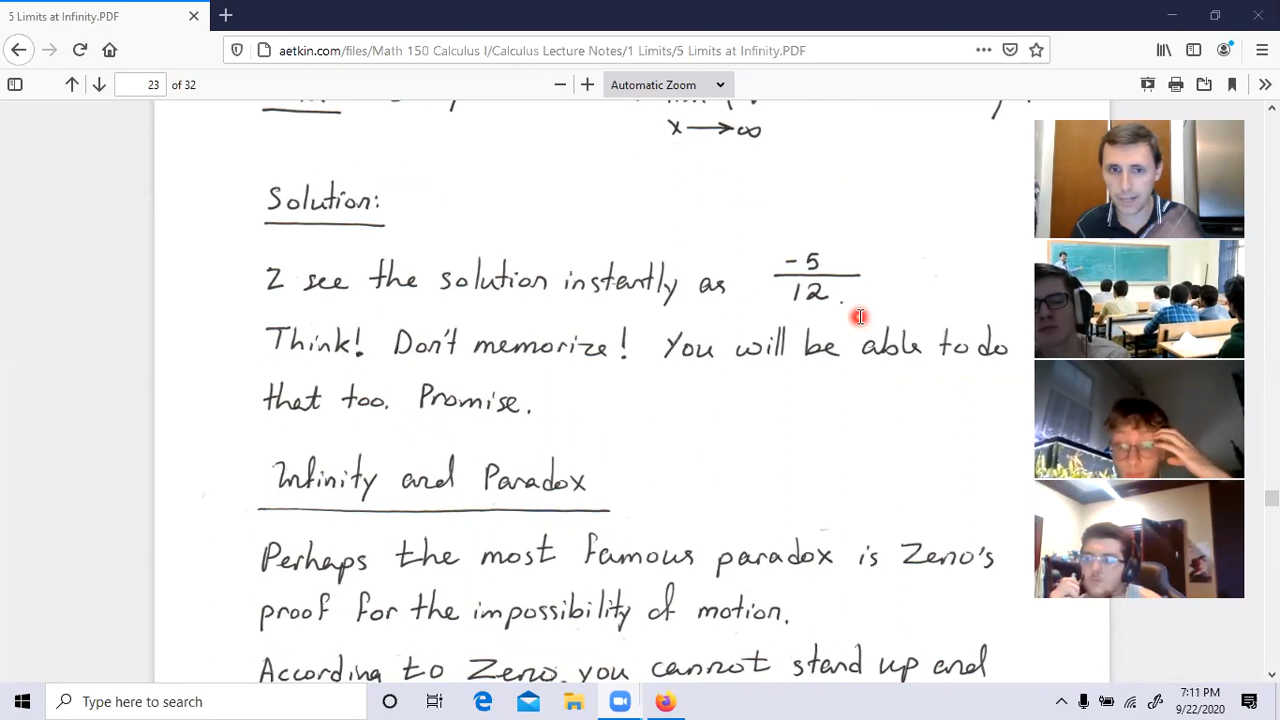 5 Limits at Infinity.PDF
aetkin.com/files/Math 150 Calculus I/Calculus Lecture Notes/1 Limits/5 Limits at Infinity.PDF
23 of 32
Automatic Zoom
x → ∞
Solution:
I see the solution instantly as -5/12.
Think! Don't memorize! You will be able to do
that too. Promise.
Infinity and Paradox
Perhaps the most famous paradox is Zeno's
proof for the impossibility of motion.
According to Zeno, you cannot stand up and
Type here to search
7:11 PM
9/22/2020